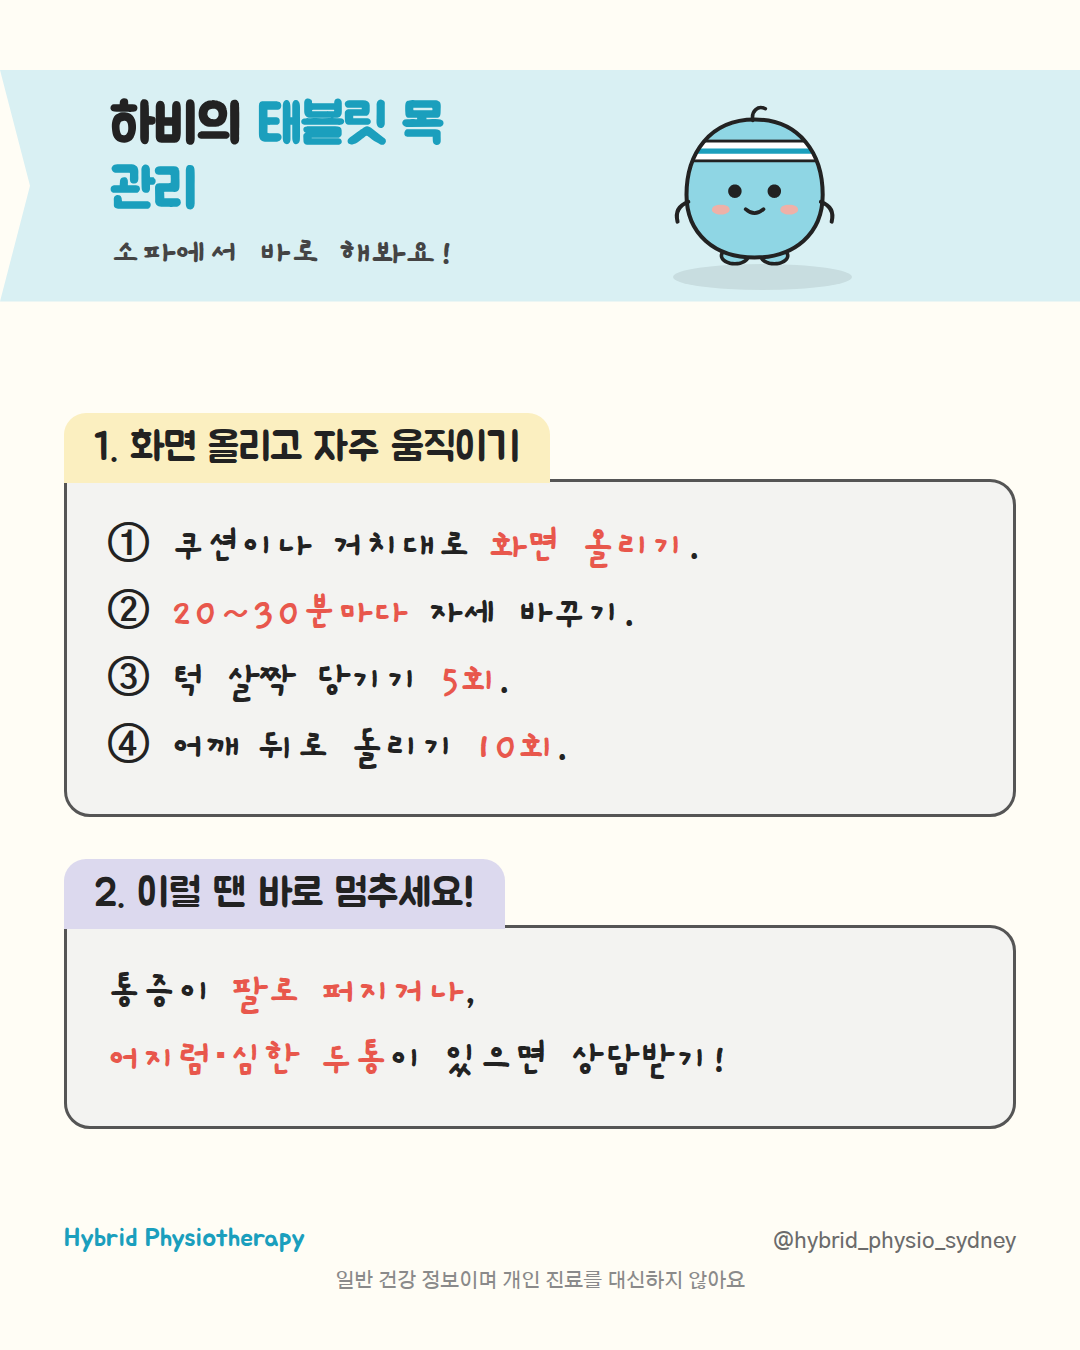 하비의 태블릿 목
관리
소파에서 바로 해봐요!
1. 화면 올리고 자주 움직이기
① 쿠션이나 거치대로 화면 올리기.
② 20~30분마다 자세 바꾸기.
③ 턱 살짝 당기기 5회.
④ 어깨 뒤로 돌리기 10회.
2. 이럴 땐 바로 멈추세요!
통증이 팔로 퍼지거나,
어지럼·심한 두통이 있으면 상담받기!
Hybrid Physiotherapy
@hybrid_physio_sydney
일반 건강 정보이며 개인 진료를 대신하지 않아요